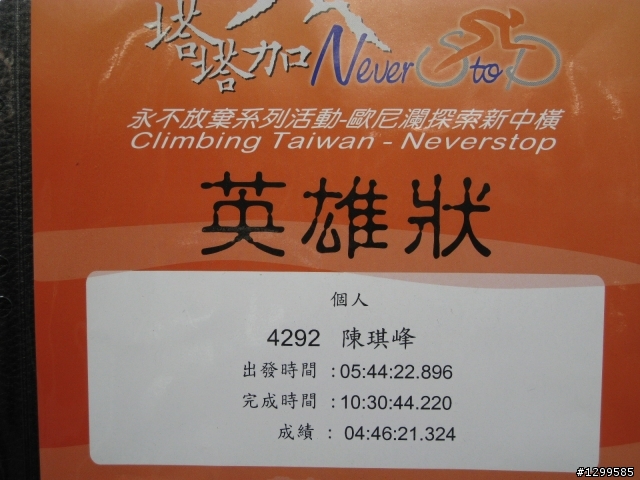 塔塔加 Never Stop
永不放棄系列活動-歐尼瀾探索新中橫
Climbing Taiwan - Neverstop
英雄狀
個人
4292 陳琪峰
出發時間 :05:44:22.896
完成時間 :10:30:44.220
成績 : 04:46:21.324
#1299585